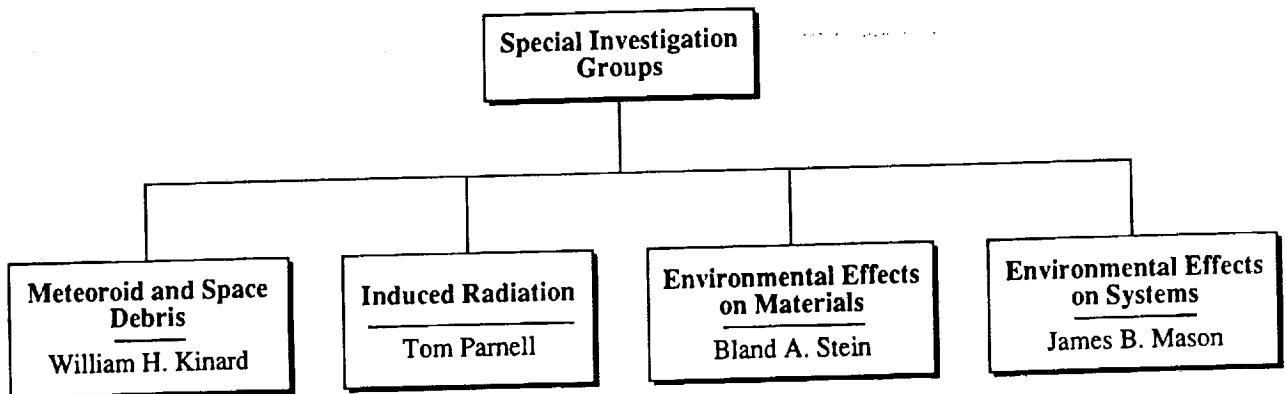 Special Investigation
Groups
Meteoroid and Space
Debris
William H. Kinard
Induced Radiation
Tom Parnell
Environmental Effects
on Materials
Bland A. Stein
Environmental Effects
on Systems
James B. Mason